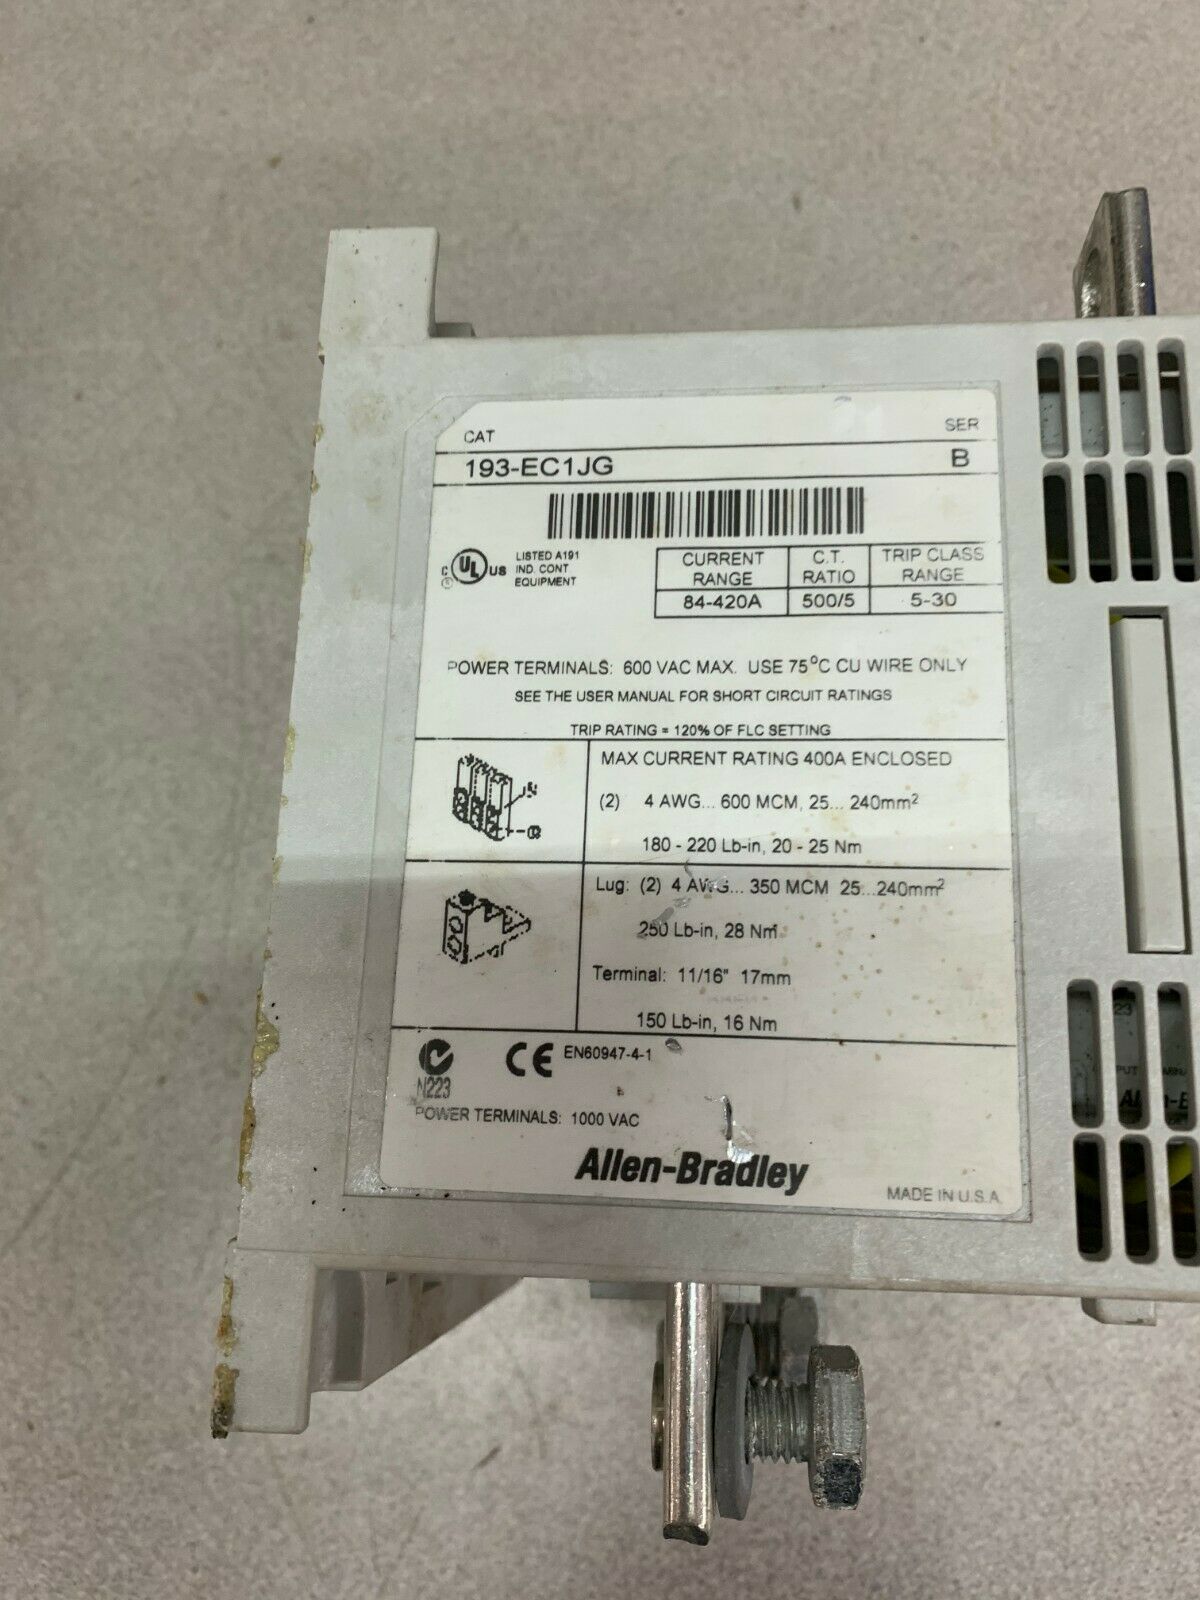 CAT SER
193-EC1JG B
C UL US LISTED A191
IND. CONT
EQUIPMENT
CURRENT RANGE C.T. RATIO TRIP CLASS RANGE
84-420A 500/5 5-30
POWER TERMINALS: 600 VAC MAX. USE 75°C CU WIRE ONLY
SEE THE USER MANUAL FOR SHORT CIRCUIT RATINGS
TRIP RATING = 120% OF FLC SETTING
MAX CURRENT RATING 400A ENCLOSED
(2) 4 AWG... 600 MCM, 25... 240mm²
180 - 220 Lb-in, 20 - 25 Nm
Lug: (2) 4 AWG... 350 MCM 25...240mm²
250 Lb-in, 28 Nm
Terminal: 11/16" 17mm
150 Lb-in, 16 Nm
N223
CE EN60947-4-1
POWER TERMINALS: 1000 VAC
Allen-Bradley
MADE IN U.S.A.
23
PUT